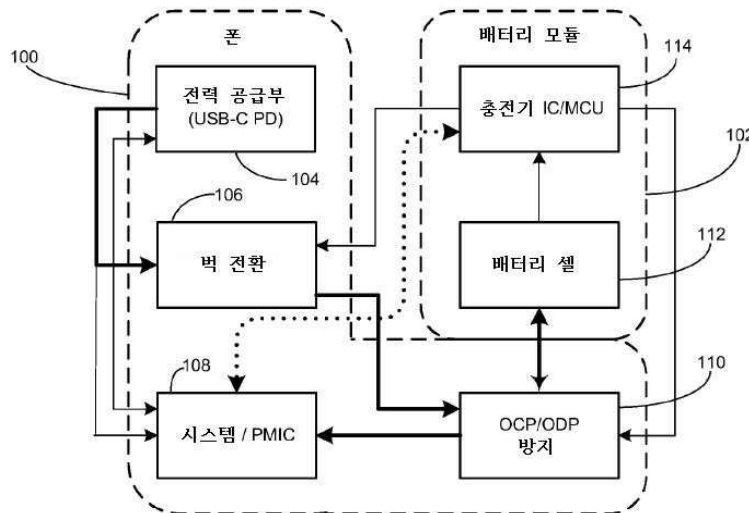 폰
배터리 모듈
100
전력 공급부
(USB-C PD)
104
충전기 IC/MCU
114
102
106
벅 전환
배터리 셀
112
108
시스템 / PMIC
OCP/ODP
방지
110